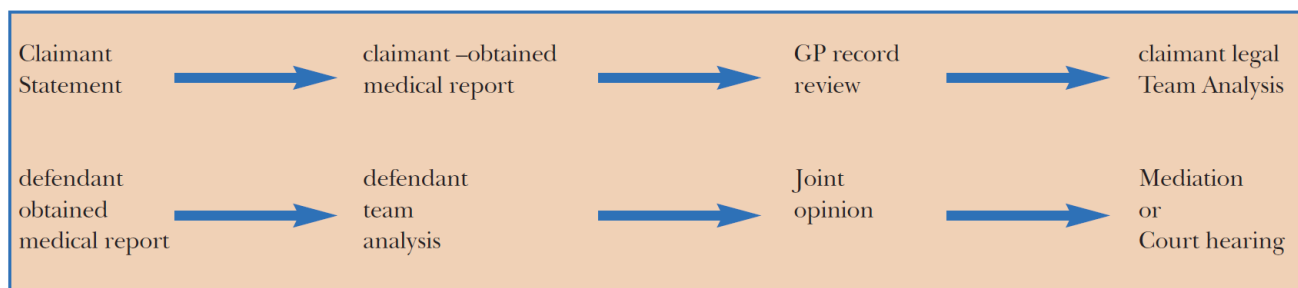 Claimant
Statement
claimant –obtained
medical report
GP record
review
claimant legal
Team Analysis
defendant
obtained
medical report
defendant
team
analysis
Joint
opinion
Mediation
or
Court hearing